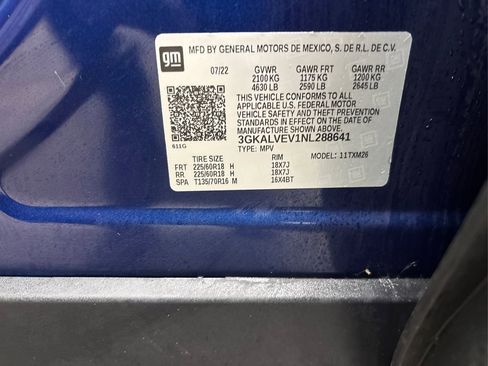 gm
MFD BY GENERAL MOTORS DE MEXICO, S. DE R.L. DE C.V.
07/22 GVWR GAWR FRT GAWR RR
2100 KG 1175 KG 1200 KG
4630 LB 2590 LB 2645 LB
THIS VEHICLE CONFORMS TO ALL
APPLICABLE U.S. FEDERAL MOTOR
VEHICLE SAFETY AND THEFT PREVENTION
STANDARDS IN EFFECT ON THE DATE
OF MANUFACTURE SHOWN ABOVE.
3GKALVEV1NL288641
611G TYPE: MPV MODEL: 11TXM26
TIRE SIZE RIM
FRT 225/60R18 H 18X7J
RR 225/60R18 H 18X7J
SPA T135/70R16 M 16X4BT